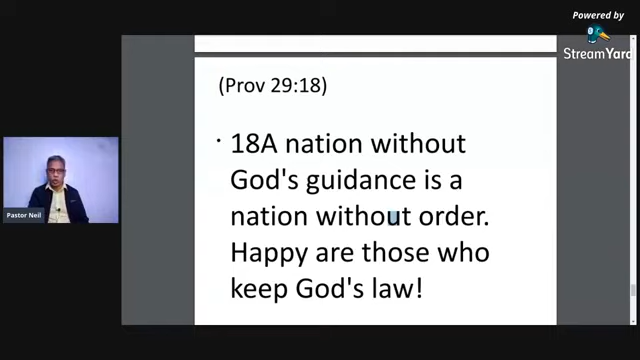 Powered by
StreamYard
(Prov 29:18)
• 18A nation without
God's guidance is a
nation without order.
Happy are those who
keep God's law!
Pastor Neil